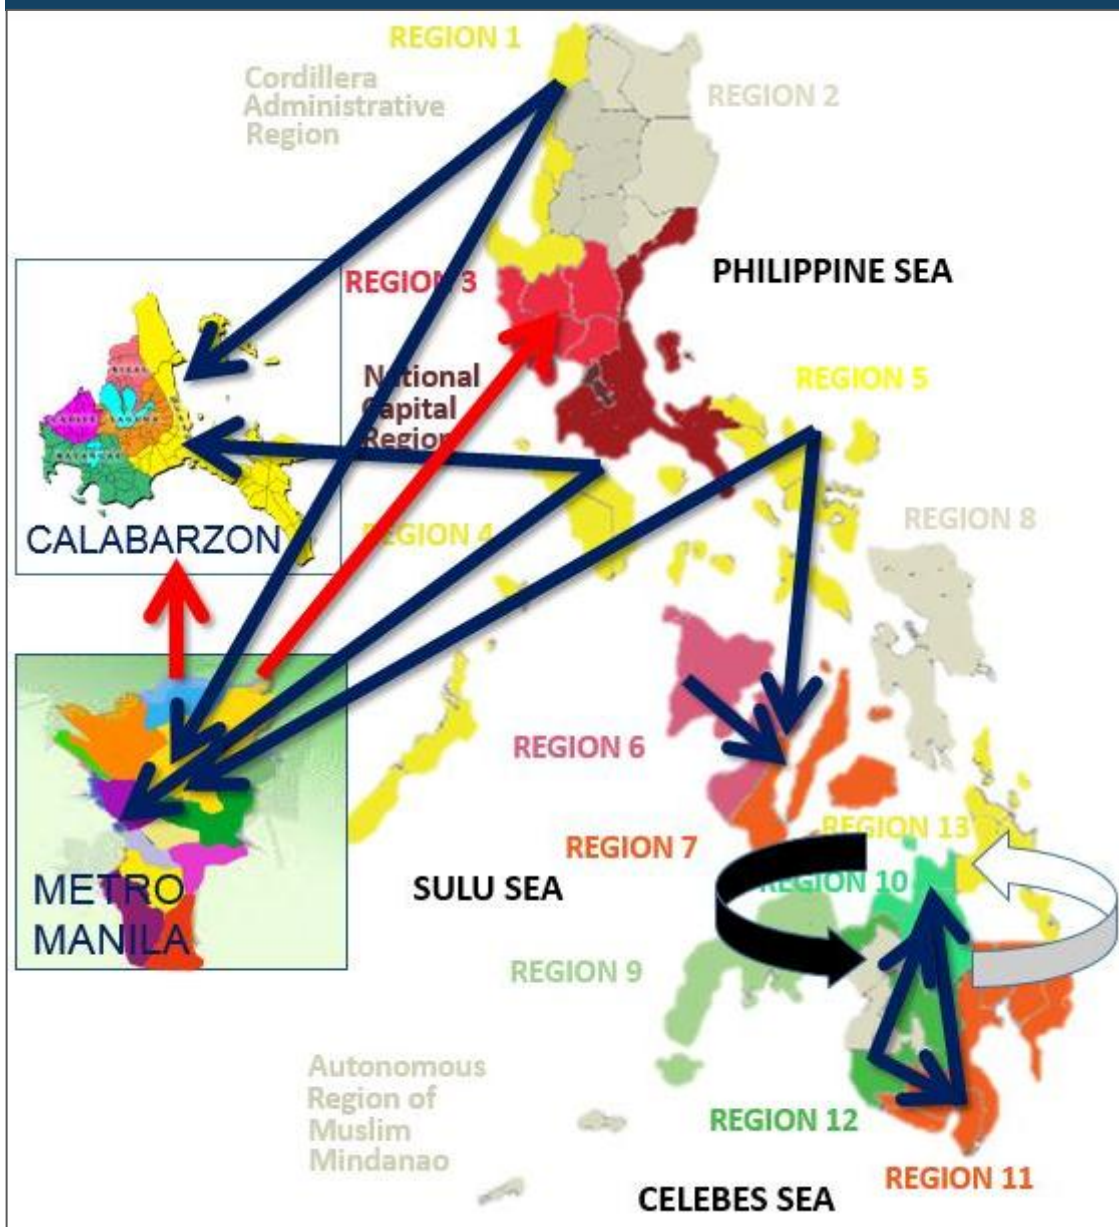 REGION 1
Cordillera
Administrative
Region
REGION 2
PHILIPPINE SEA
REGION 3
National
Capital
Region
REGION 5
CALABARZON
REGION 4
REGION 8
REGION 6
REGION 7
REGION 13
REGION 10
METRO
MANILA
SULU SEA
REGION 9
Autonomous
Region of
Muslim
Mindanao
REGION 12
REGION 11
CELEBES SEA